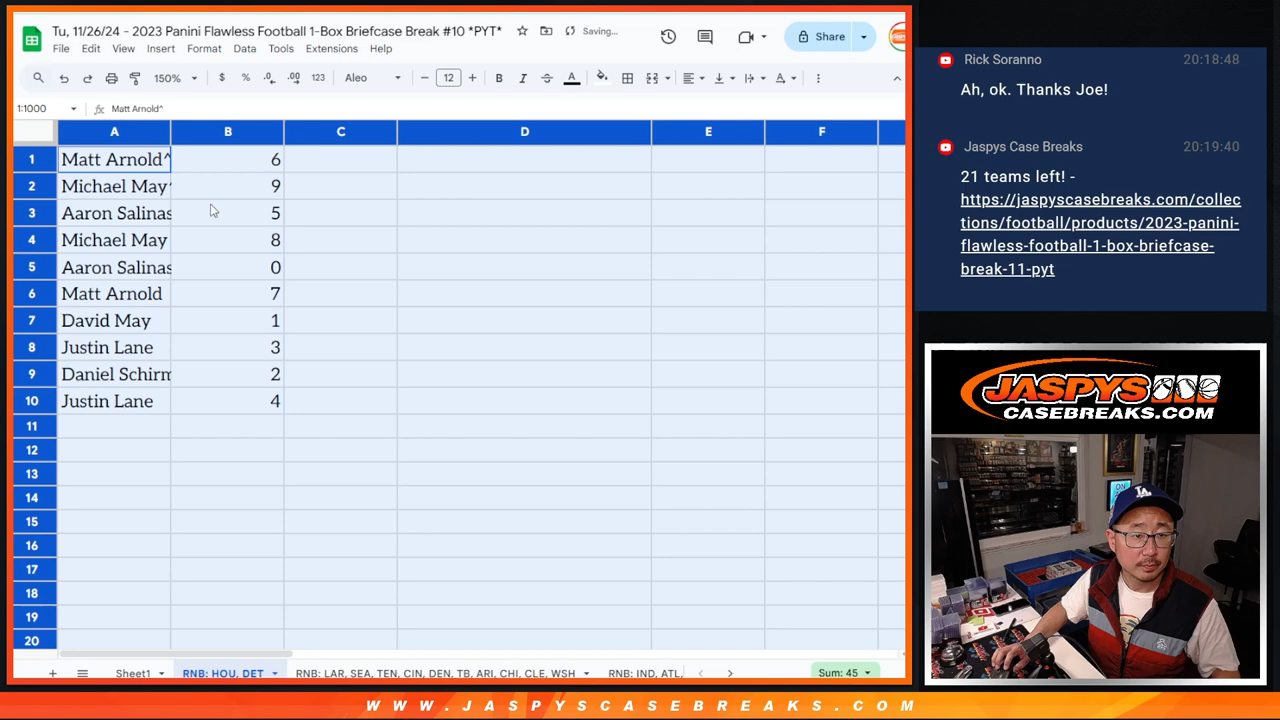 Tu, 11/26/24 - 2023 Panini Flawless Football 1-Box Briefcase Break #10 *PYT*
Saving...
File Edit View Insert Format Data Tools Extensions Help
Share
150% $ % .0 .00 123 Aleo 12 B I A
1:1000 fx Matt Arnold^
A B C D E F
1 Matt Arnold^ 6
2 Michael May^ 9
3 Aaron Salinas 5
4 Michael May 8
5 Aaron Salinas 0
6 Matt Arnold 7
7 David May 1
8 Justin Lane 3
9 Daniel Schirm 2
10 Justin Lane 4
11
12
13
14
15
16
17
18
19
20
Sheet1 RNB: HOU, DET RNB: LAR, SEA, TEN, CIN, DEN, TB, ARI, CHI, CLE, WSH RNB: IND, ATL, Sum: 45
Rick Soranno 20:18:48
Ah, ok. Thanks Joe!
Jaspys Case Breaks 20:19:40
21 teams left! -
https://jaspyscasebreaks.com/collec
tions/football/products/2023-panini-
flawless-football-1-box-briefcase-
break-11-pyt
JASPYS
CASEBREAKS.COM
LA
WWW.JASPYSCASEBREAKS.COM